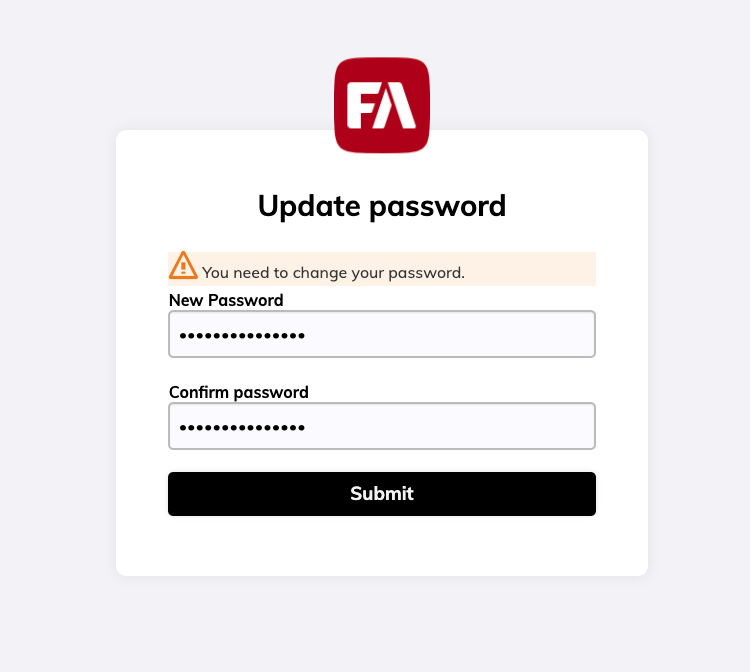 FA
Update password
You need to change your password.
New Password
•••••••••••••••
Confirm password
•••••••••••••••
Submit